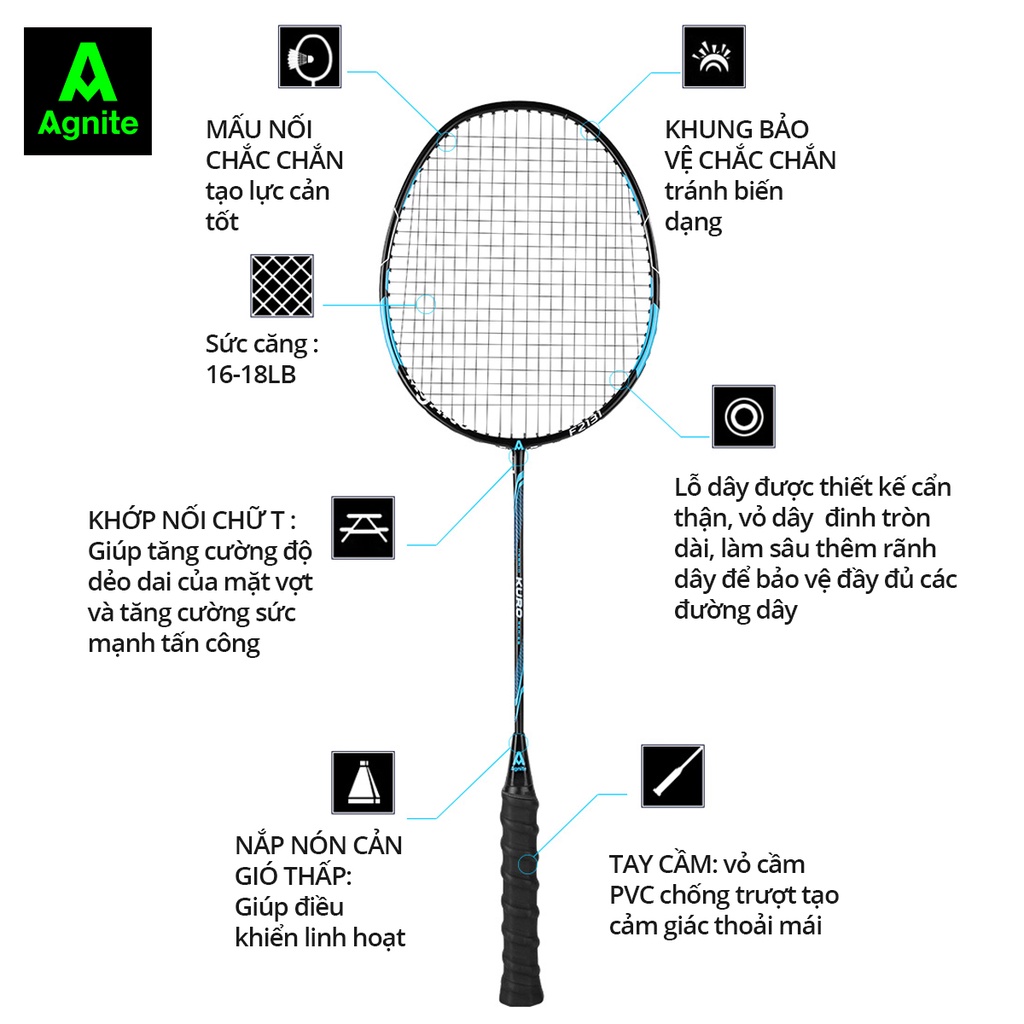 Agnite
MẤU NỐI
CHẮC CHẮN
tạo lực cản
tốt
KHUNG BẢO
VỆ CHẮC CHẮN
tránh biến
dạng
Sức căng :
16-18LB
F2131
Lỗ dây được thiết kế cẩn
thận, vỏ dây đinh tròn
dài, làm sâu thêm rãnh
dây để bảo vệ đầy đủ các
đường dây
KHỚP NỐI CHỮ T :
Giúp tăng cường độ
dẻo dai của mặt vợt
và tăng cường sức
mạnh tấn công
KURO
Agnite
NẮP NÓN CẢN
GIÓ THẤP:
Giúp điều
khiển linh hoạt
TAY CẦM: vỏ cầm
PVC chống trượt tạo
cảm giác thoải mái